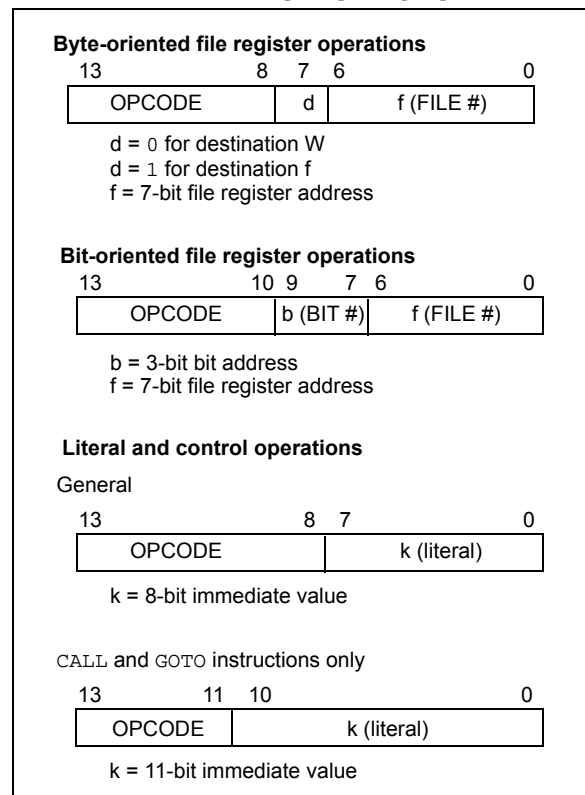 Byte-oriented file register operations
13 8 7 6 0
OPCODE d f (FILE #)
d = 0 for destination W
d = 1 for destination f
f = 7-bit file register address
Bit-oriented file register operations
13 10 9 7 6 0
OPCODE b (BIT #) f (FILE #)
b = 3-bit bit address
f = 7-bit file register address
Literal and control operations
General
13 8 7 0
OPCODE k (literal)
k = 8-bit immediate value
CALL and GOTO instructions only
13 11 10 0
OPCODE k (literal)
k = 11-bit immediate value